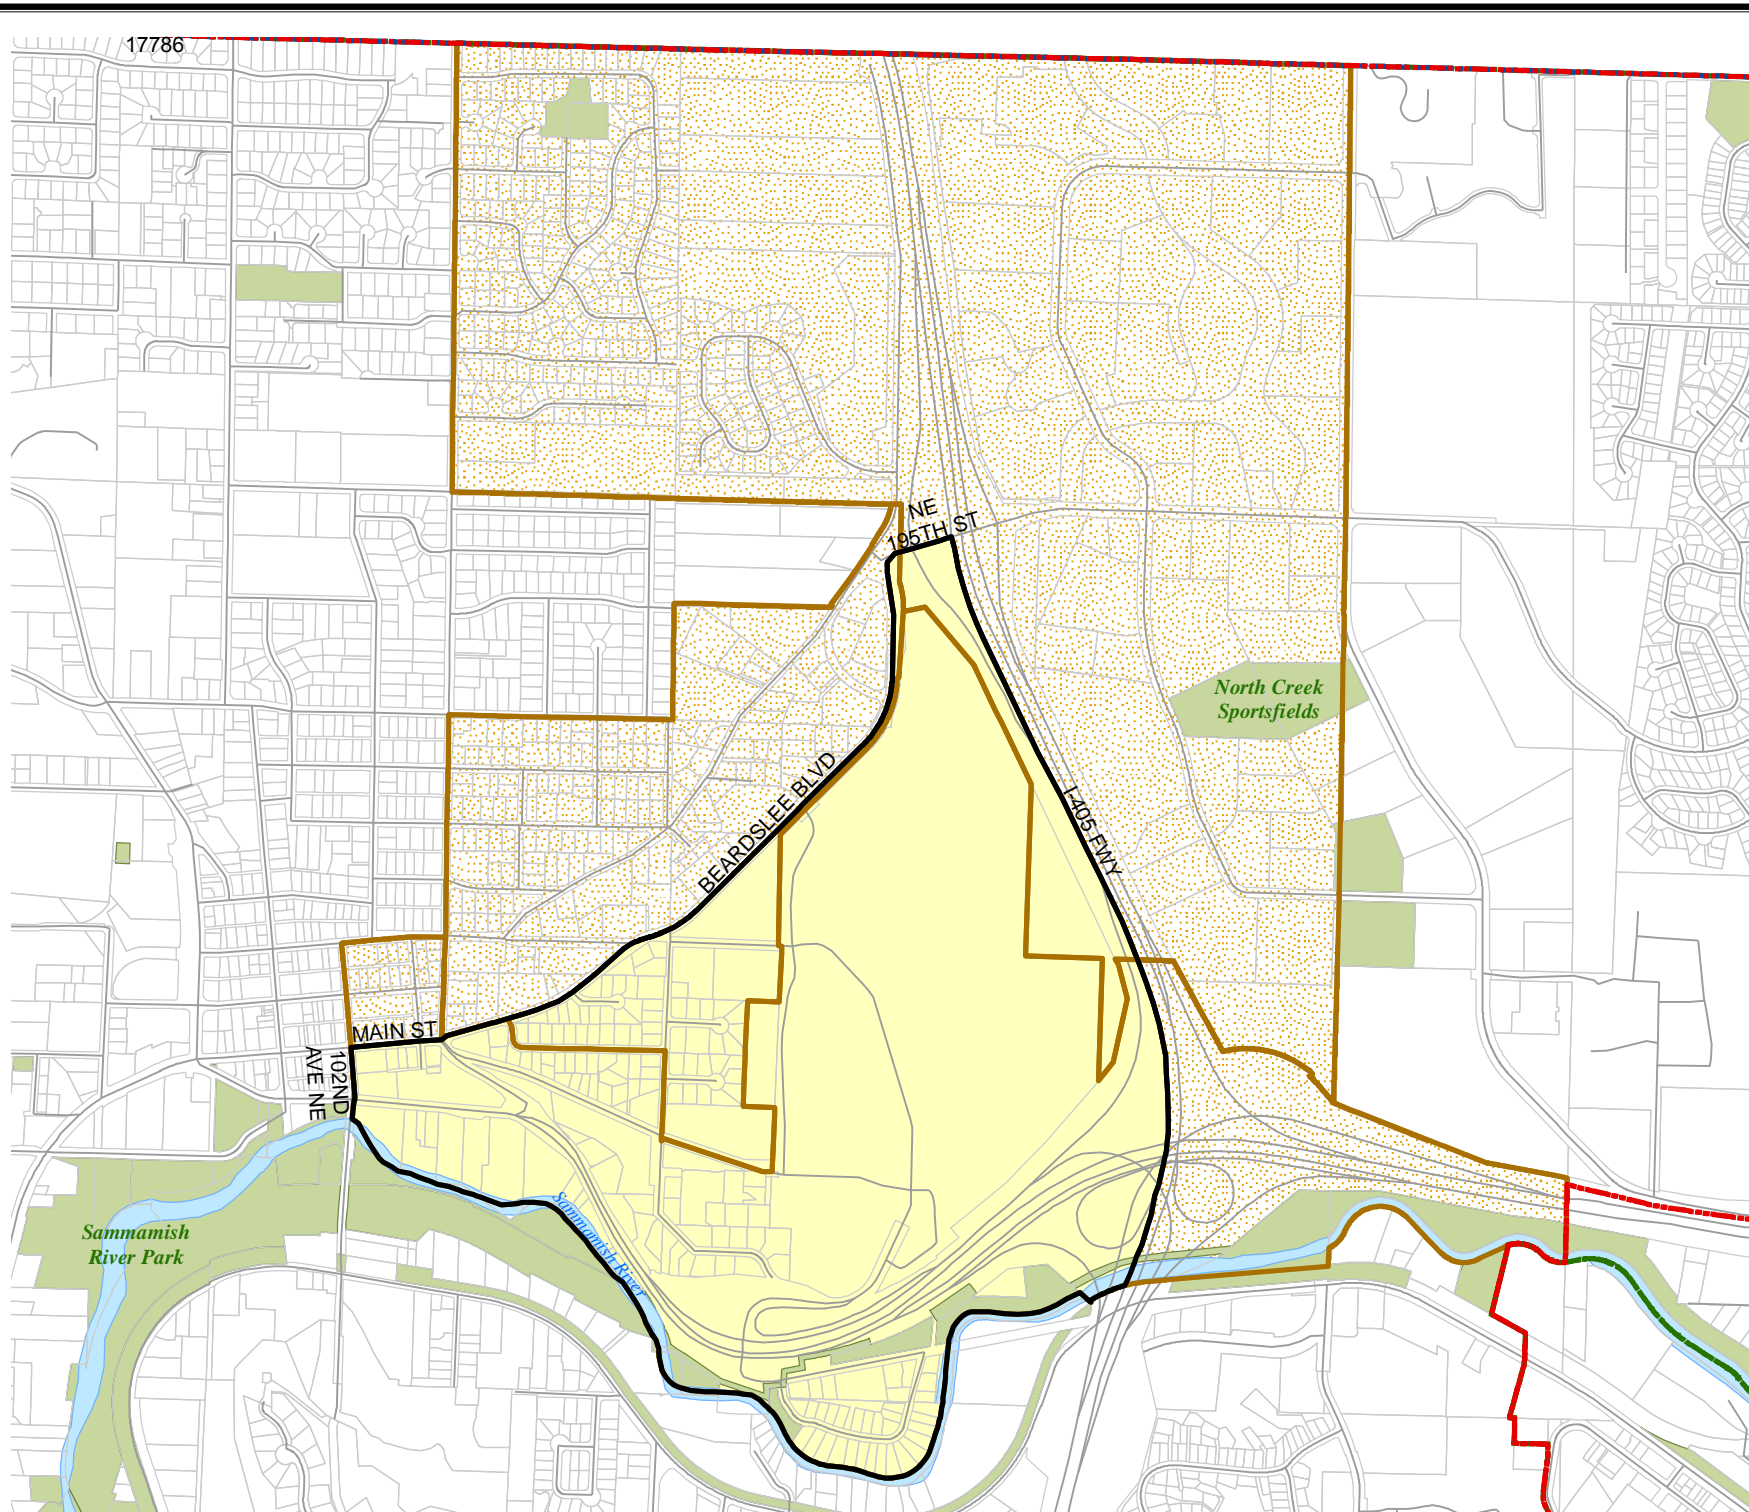 17786
NE
195TH ST
North Creek
Sportsfields
BEARDSLEE BLVD
I-405 FWY
MAIN ST
102ND
AVE NE
Sammamish River
Sammamish
River Park